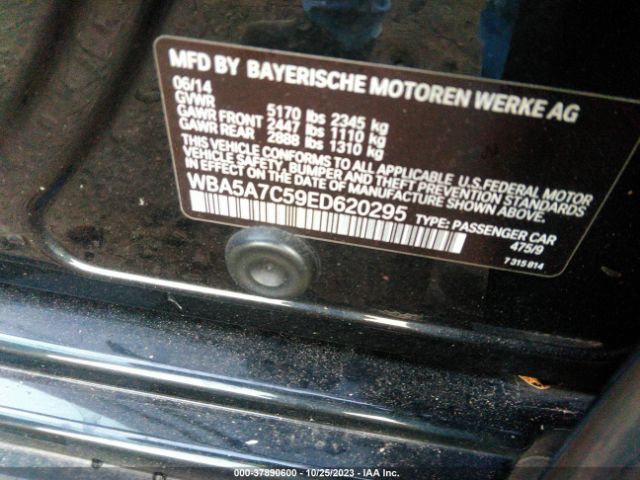 MFD BY BAYERISCHE MOTOREN WERKE AG
06/14
GVWR 5170 lbs 2345 kg
GAWR FRONT 2447 lbs 1110 kg
GAWR REAR 2888 lbs 1310 kg
THIS VEHICLE CONFORMS TO ALL APPLICABLE U.S.FEDERAL MOTOR
VEHICLE SAFETY, BUMPER, AND THEFT PREVENTION STANDARDS
IN EFFECT ON THE DATE OF MANUFACTURE SHOWN ABOVE.
WBA5A7C59ED620295 TYPE: PASSENGER CAR
475/9
7 315 814
000-37890600 - 10/25/2023 - IAA Inc.